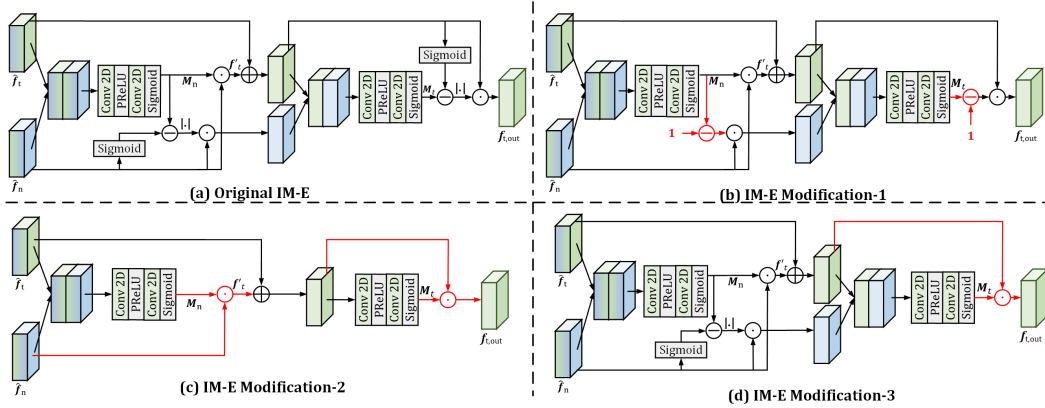 f̂t
f̂n
Conv 2D
PReLU
Conv 2D
Sigmoid
Mn
f't
|.|
Sigmoid
Conv 2D
PReLU
Conv 2D
Sigmoid
Mt
Sigmoid
|.|
ft,out
(a) Original IM-E
f̂t
f̂n
Conv 2D
PReLU
Conv 2D
Sigmoid
Mn
f't
1
Conv 2D
PReLU
Conv 2D
Sigmoid
Mt
1
ft,out
(b) IM-E Modification-1
f̂t
f̂n
Conv 2D
PReLU
Conv 2D
Sigmoid
Mn
f't
Conv 2D
PReLU
Conv 2D
Sigmoid
Mt
ft,out
(c) IM-E Modification-2
f̂t
f̂n
Conv 2D
PReLU
Conv 2D
Sigmoid
Mn
f't
|.|
Sigmoid
Conv 2D
PReLU
Conv 2D
Sigmoid
Mt
ft,out
(d) IM-E Modification-3